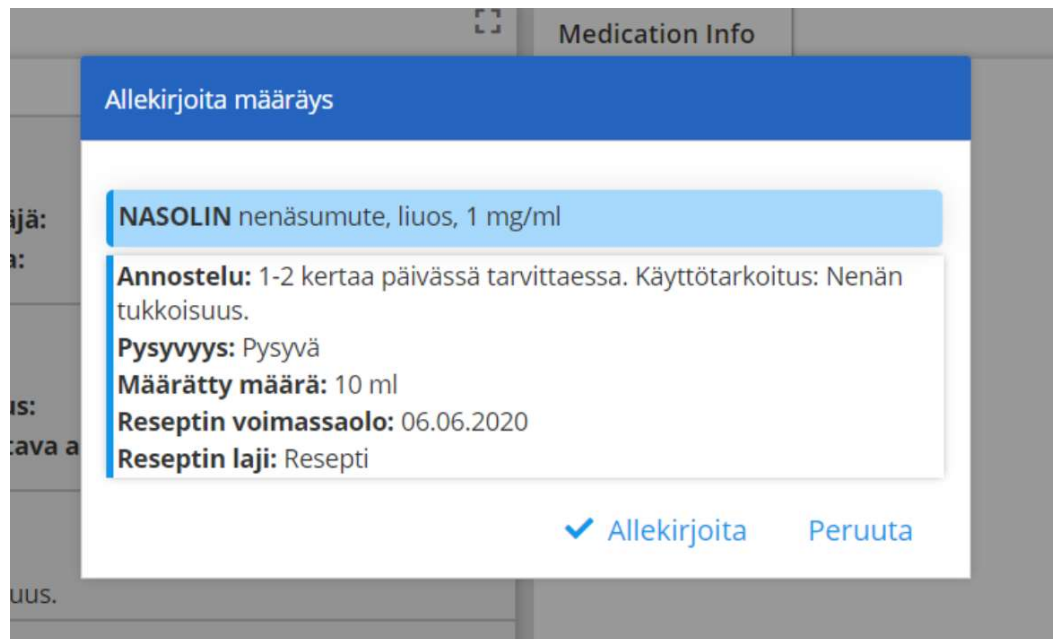 Medication Info
Allekirjoita määräys
äjä:
a:
NASOLIN nenäsumute, liuos, 1 mg/ml
Annostelu: 1-2 kertaa päivässä tarvittaessa. Käyttötarkoitus: Nenän
tukkoisuus.
Pysyvyys: Pysyvä
Määrätty määrä: 10 ml
Reseptin voimassaolo: 06.06.2020
Reseptin laji: Resepti
us:
tava a
Allekirjoita Peruuta
uus.